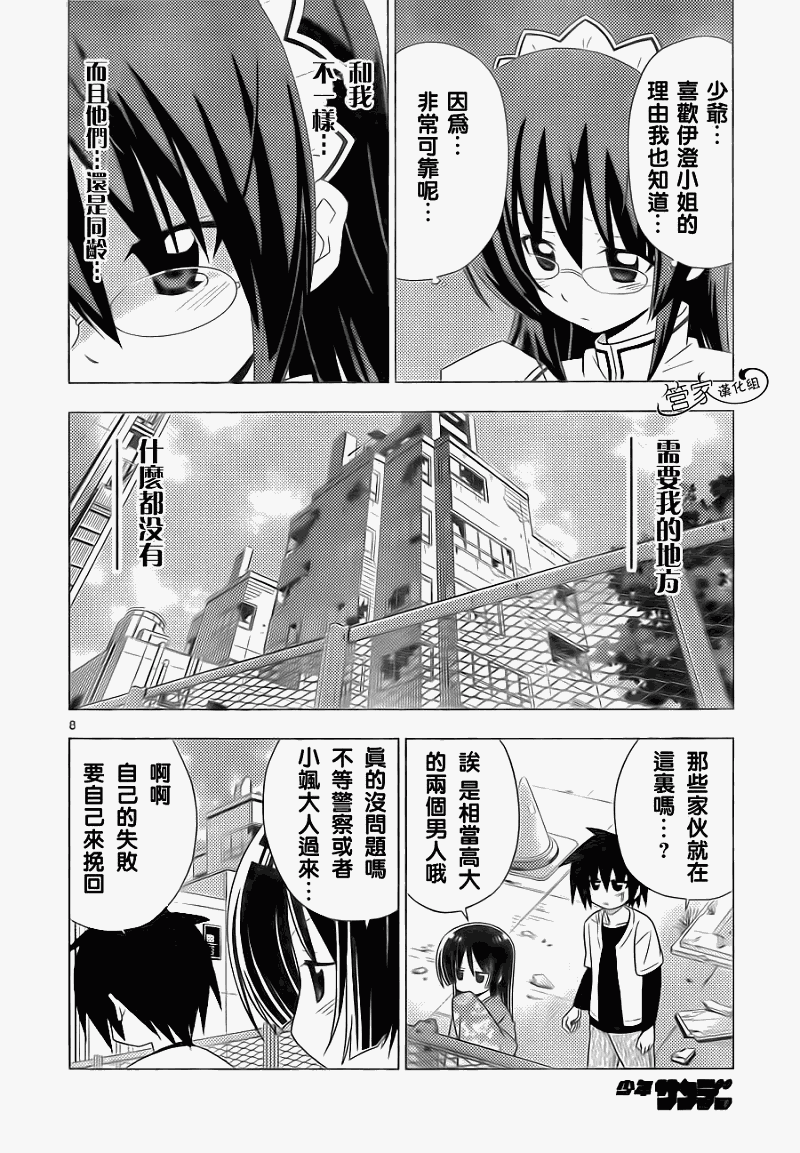 少爺…
喜歡伊澄小姐的
理由我也知道…
因爲…
非常可靠呢…
和我
不一樣…
而且他們…還是同齡…
管家漢化組
需要我的地方
什麼都没有
8
那些家伙就在
這裏嗎…?
誒 是相當高大
的兩個男人哦
真的沒問題嗎
不等警察或者
小颯大人過來…
啊啊
自己的失敗
要自己來挽回
少年サンデー